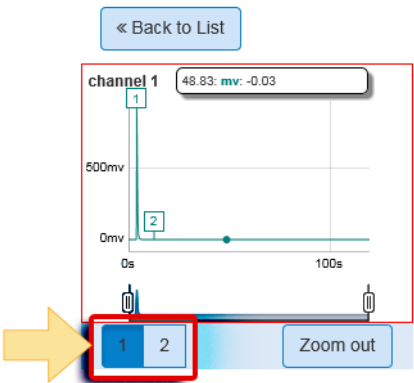 « Back to List
channel 1
48.83: mv: -0.03
1
500mv
2
0mv
0s
100s
1
2
Zoom out